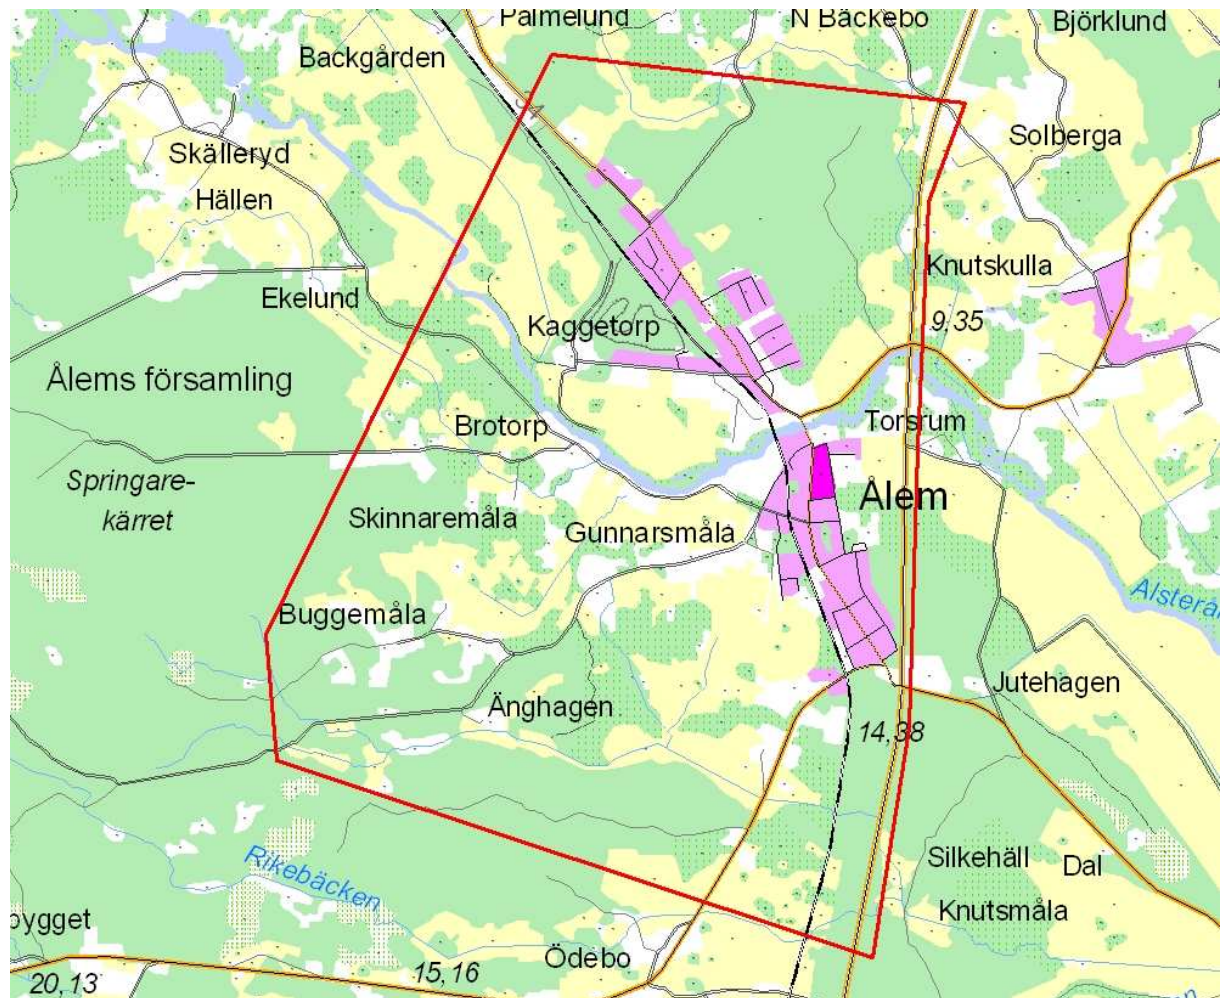 Palmelund
N Bäckebo
Björklund
Backgården
34
Solberga
Skälleryd
Hällen
Knutskulla
Ekelund
9,35
Kaggetorp
Ålems församling
Brotorp
Torsrum
Springare-
kärret
Ålem
Skinnaremåla
Gunnarsmåla
Alsterån
Buggemåla
Jutehagen
Änghagen
14,38
Silkehäll
Dal
Rikebäcken
Knutsmåla
bygget
Ödebo
15,16
20,13